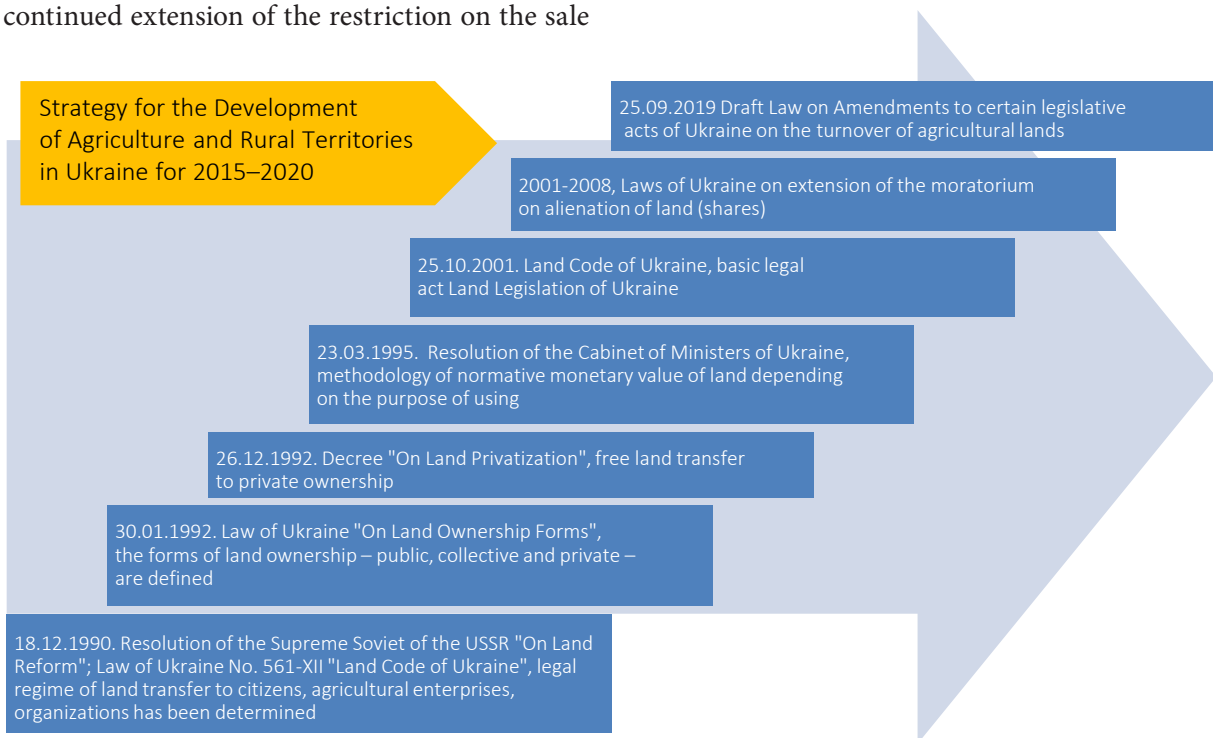 continued extension of the restriction on the sale
Strategy for the Development
of Agriculture and Rural Territories
in Ukraine for 2015–2020
25.09.2019 Draft Law on Amendments to certain legislative
acts of Ukraine on the turnover of agricultural lands
2001-2008, Laws of Ukraine on extension of the moratorium
on alienation of land (shares)
25.10.2001. Land Code of Ukraine, basic legal
act Land Legislation of Ukraine
23.03.1995. Resolution of the Cabinet of Ministers of Ukraine,
methodology of normative monetary value of land depending
on the purpose of using
26.12.1992. Decree "On Land Privatization", free land transfer
to private ownership
30.01.1992. Law of Ukraine "On Land Ownership Forms",
the forms of land ownership – public, collective and private –
are defined
18.12.1990. Resolution of the Supreme Soviet of the USSR "On Land
Reform"; Law of Ukraine No. 561-XII "Land Code of Ukraine", legal
regime of land transfer to citizens, agricultural enterprises,
organizations has been determined